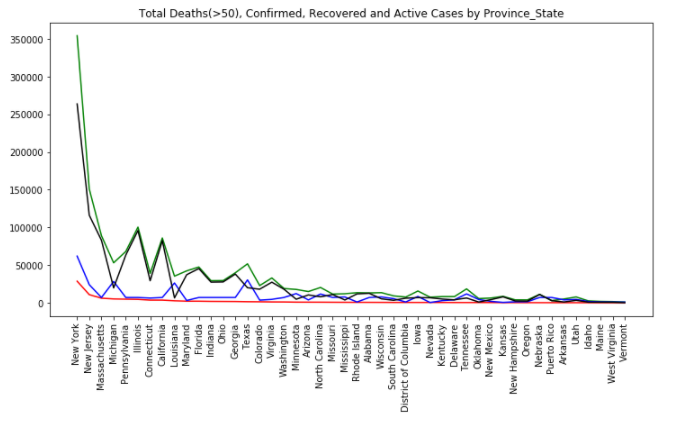 Total Deaths(>50), Confirmed, Recovered and Active Cases by Province_State
350000
300000
250000
200000
150000
100000
50000
0
New York
New Jersey
Massachusetts
Michigan
Pennsylvania
Illinois
Connecticut
California
Louisiana
Maryland
Florida
Indiana
Ohio
Georgia
Texas
Colorado
Virginia
Washington
Minnesota
Arizona
North Carolina
Missouri
Mississippi
Rhode Island
Alabama
Wisconsin
South Carolina
District of Columbia
Iowa
Nevada
Kentucky
Delaware
Tennessee
Oklahoma
New Mexico
Kansas
New Hampshire
Oregon
Nebraska
Puerto Rico
Arkansas
Utah
Idaho
Maine
West Virginia
Vermont